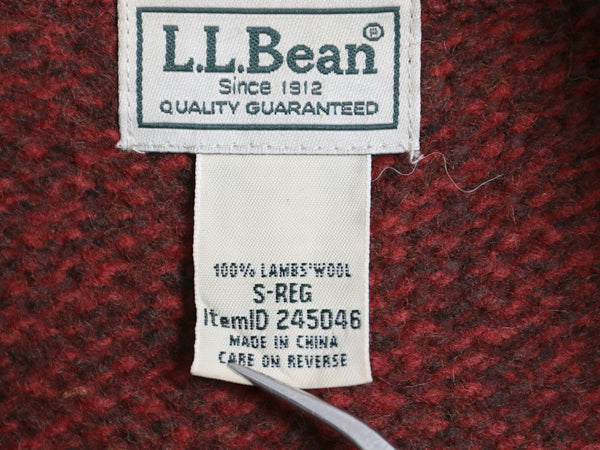 L.L.Bean®
Since 1912
QUALITY GUARANTEED
100% LAMBS' WOOL
S-REG
ItemID 245046
MADE IN CHINA
CARE ON REVERSE